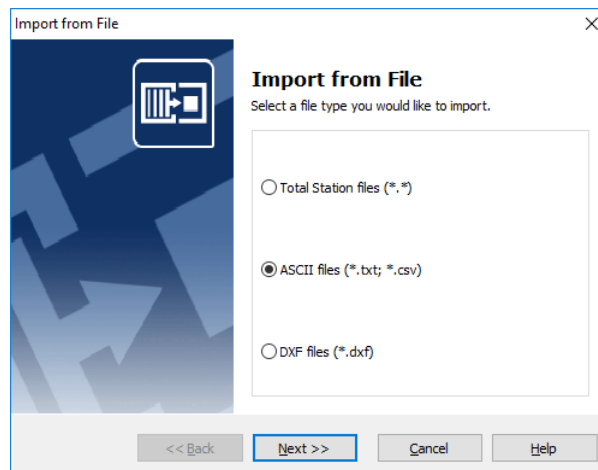 Import from File
Import from File
Select a file type you would like to import.
Total Station files (*.*)
ASCII files (*.txt; *.csv)
DXF files (*.dxf)
<< Back Next >> Cancel Help